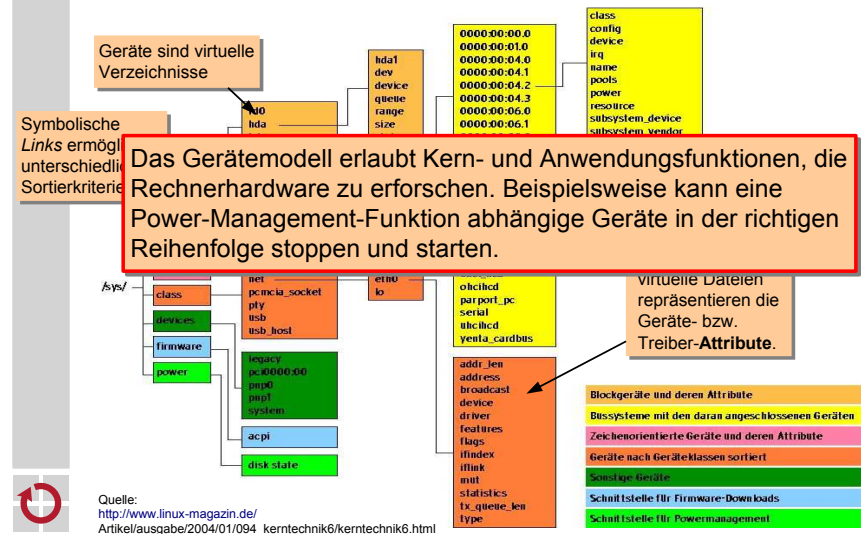 Geräte sind virtuelle
Verzeichnisse
Symbolische
Links
unterschiedli
Sortierkriterie
Das Gerätemodell erlaubt Kern- und Anwendungsfunktionen, die
Rechnerhardware zu erforschen. Beispielsweise kann eine
Power-Management-Funktion abhängige Geräte in der richtigen
Reihenfolge stoppen und starten.
hda
hda1
dev
device
queue
range
size
0000:00:00.0
0000:00:01.0
0000:00:04.0
0000:00:04.1
0000:00:04.2
0000:00:04.3
0000:00:06.0
0000:00:06.1
class
config
device
irq
name
pools
power
resource
subsystem_device
subsystem_vendor
/sys/
class
devices
firmware
power
net
pcmcia_socket
pty
usb
usb_host
eth0
lo
legacy
pci0000:00
pnp0
pnp1
system
acpi
disk state
ohcihcd
parport_pc
serial
uhcihcd
yenta_cardbus
addr_len
address
broadcast
device
driver
features
flags
ifindex
iflink
mut
statistics
tx_queue_len
type
virtuelle Dateien
repräsentieren die
Geräte- bzw.
Treiber-Attribute.
Blockgeräte und deren Attribute
Bussysteme mit den daran angeschlossenen Geräten
Zeichenorientierte Geräte und deren Attribute
Geräte nach Geräteklassen sortiert
Sonstige Geräte
Schnittstelle für Firmware-Downloads
Schnittstelle für Powermanagement
Quelle:
http://www.linux-magazin.de/
Artikel/ausgabe/2004/01/094_kerntechnik6/kerntechnik6.html